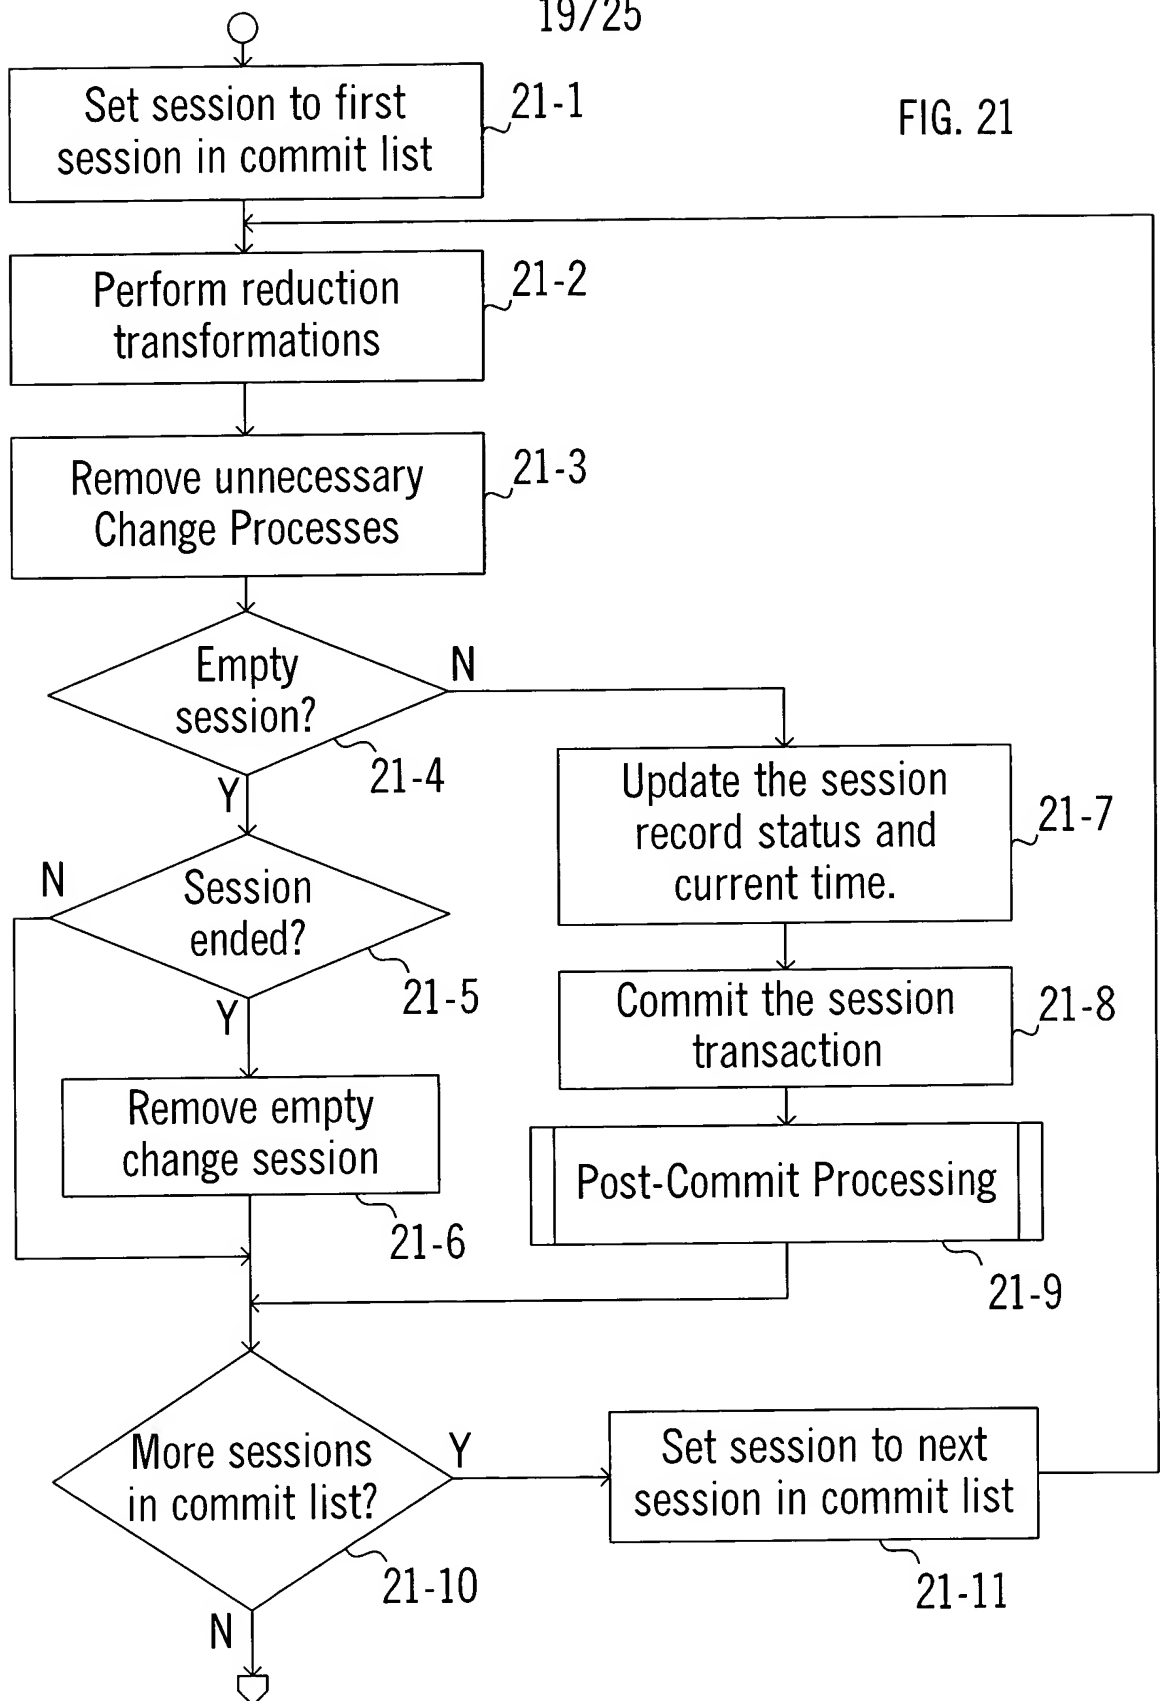 19/25
FIG. 21
Set session to first
session in commit list
21-1
Perform reduction
transformations
21-2
Remove unnecessary
Change Processes
21-3
Empty
session?
N
21-4
Y
Update the session
record status and
current time.
21-7
N
Session
ended?
21-5
Y
Commit the session
transaction
21-8
Remove empty
change session
21-6
Post-Commit Processing
21-9
More sessions
in commit list?
Y
21-10
N
Set session to next
session in commit list
21-11